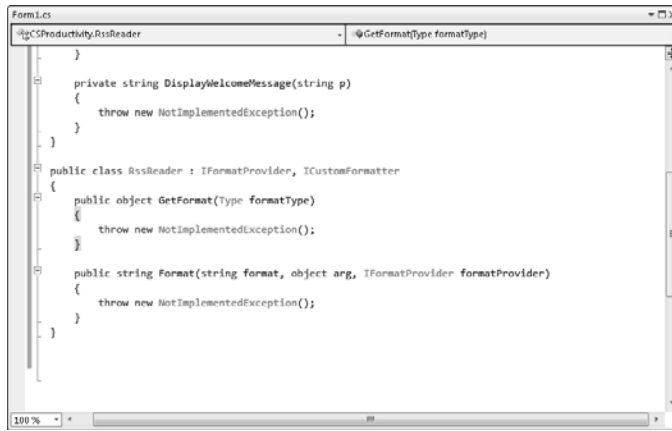 Form1.cs
CSProductivity.RssReader
GetFormat(Type formatType)
}
private string DisplayWelcomeMessage(string p)
{
throw new NotImplementedException();
}
}
public class RssReader : IFormatProvider, ICustomFormatter
{
public object GetFormat(Type formatType)
{
throw new NotImplementedException();
}
public string Format(string format, object arg, IFormatProvider formatProvider)
{
throw new NotImplementedException();
}
}
100 %